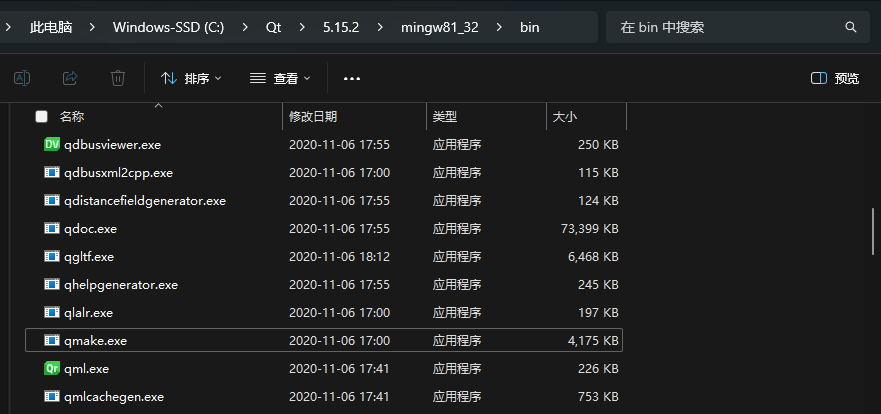 此电脑 Windows-SSD (C:) Qt 5.15.2 mingw81_32 bin 在 bin 中搜索
排序 查看 预览
名称 修改日期 类型 大小
qdbusviewer.exe 2020-11-06 17:55 应用程序 250 KB
qdbusxml2cpp.exe 2020-11-06 17:00 应用程序 115 KB
qdistancefieldgenerator.exe 2020-11-06 17:55 应用程序 124 KB
qdoc.exe 2020-11-06 17:55 应用程序 73,399 KB
qgltf.exe 2020-11-06 18:12 应用程序 6,468 KB
qhelpgenerator.exe 2020-11-06 17:55 应用程序 245 KB
qlalr.exe 2020-11-06 17:00 应用程序 197 KB
qmake.exe 2020-11-06 17:00 应用程序 4,175 KB
qml.exe 2020-11-06 17:41 应用程序 226 KB
qmlcachegen.exe 2020-11-06 17:41 应用程序 753 KB